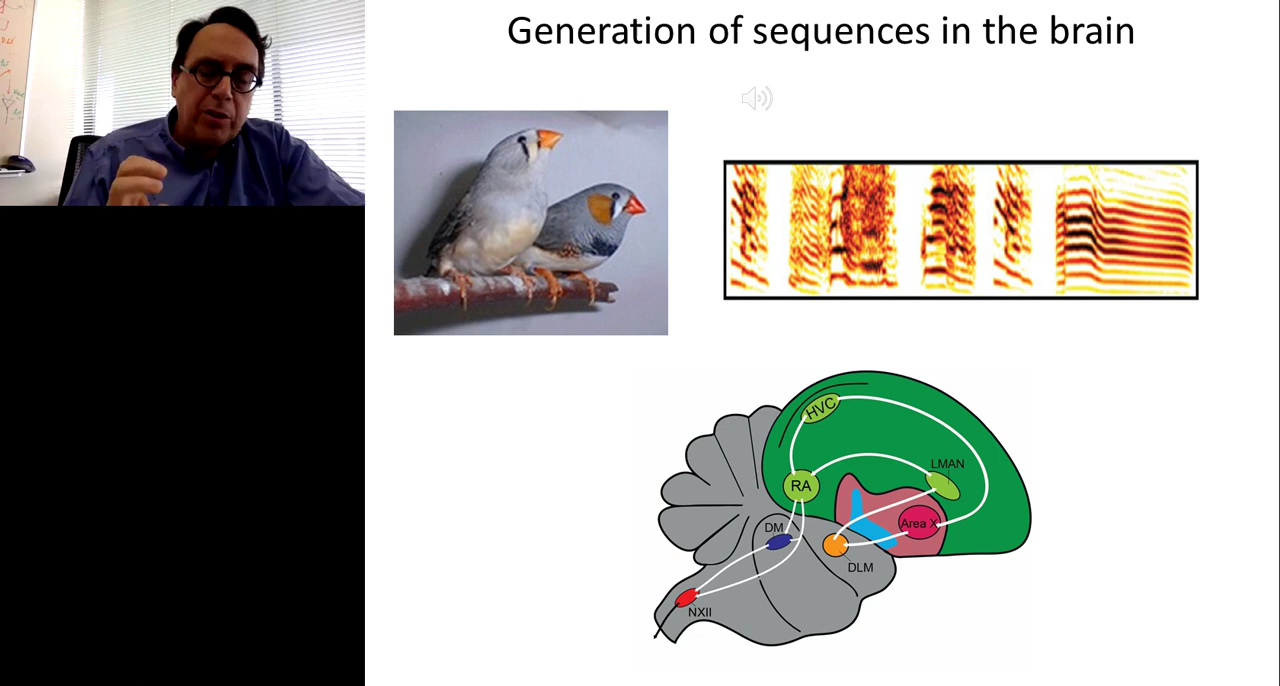 Generation of sequences in the brain
HVC
LMAN
RA
Area X
DM
DLM
NXII